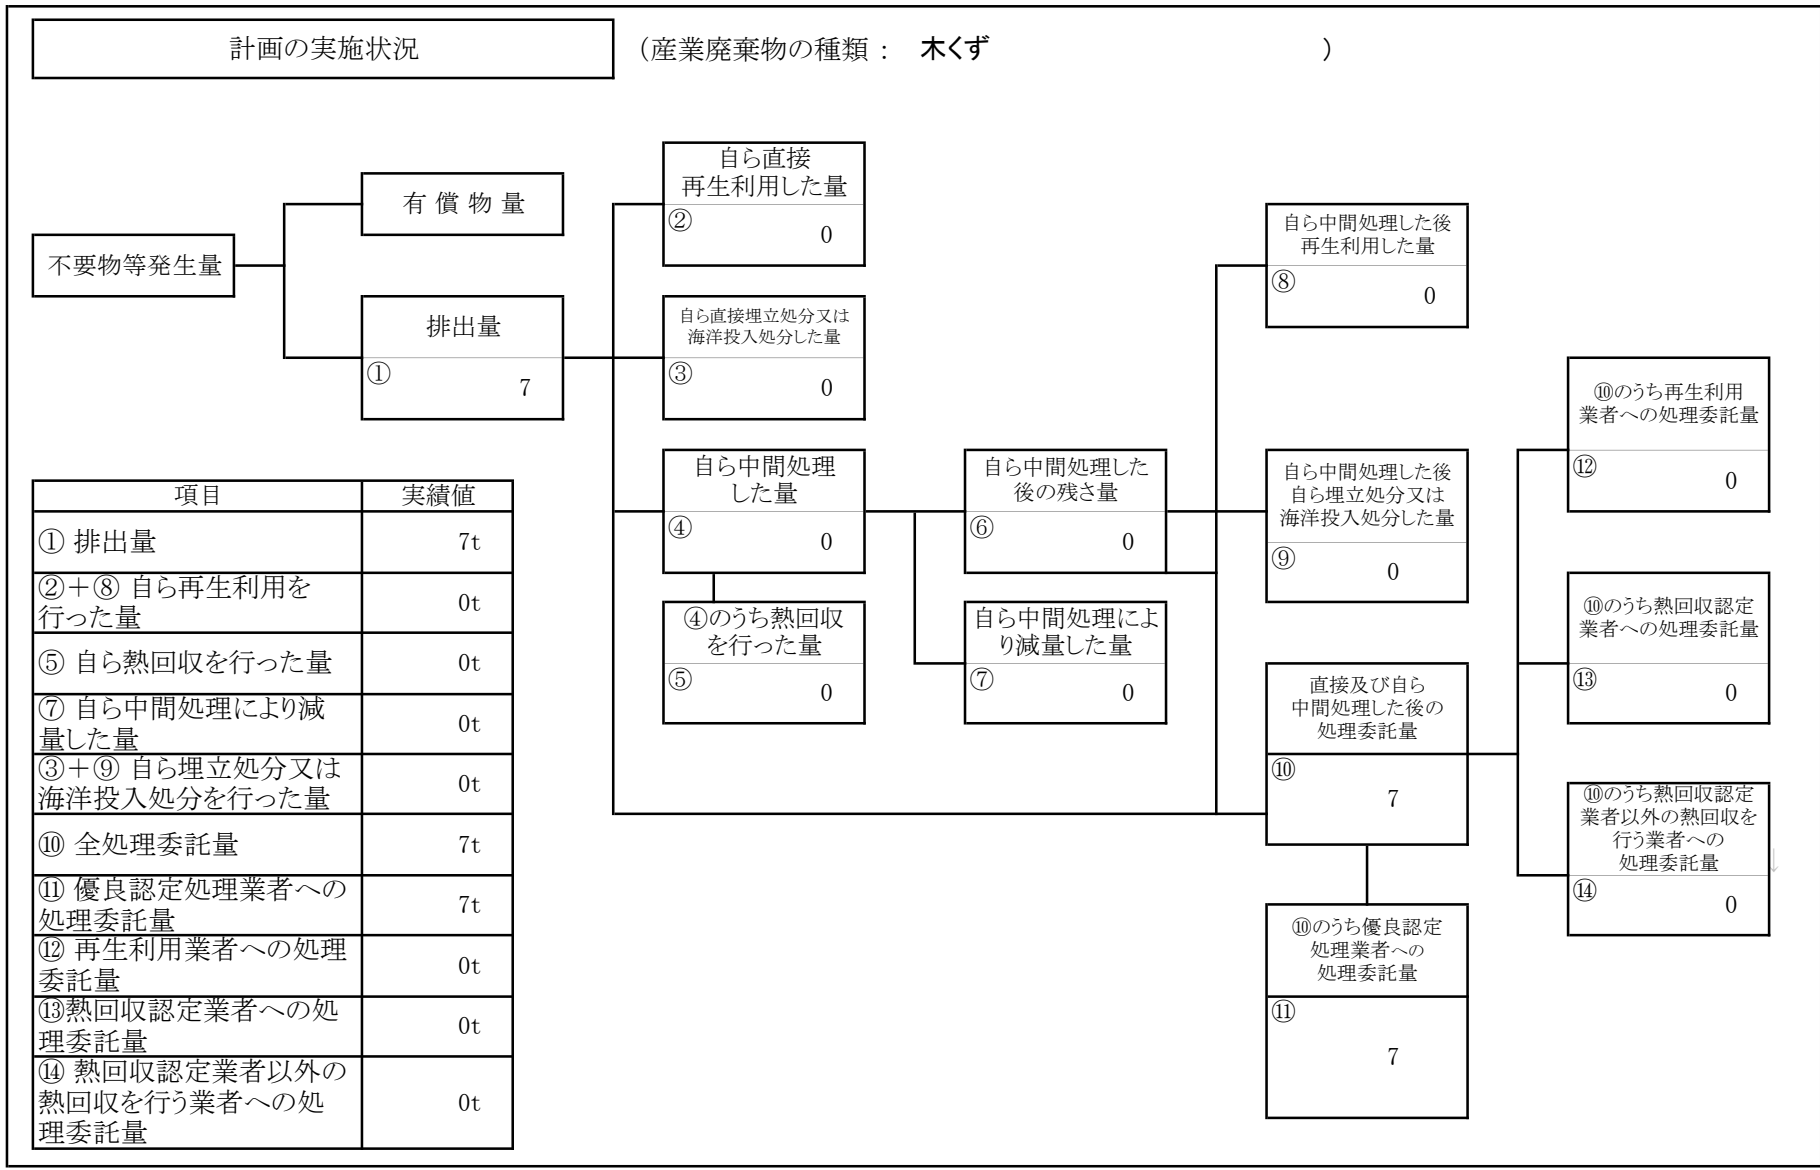 計画の実施状況
（産業廃棄物の種類： 木くず ）
不要物等発生量
有 償 物 量
排出量
①
7
自ら直接
再生利用した量
②
0
自ら直接埋立処分又は
海洋投入処分した量
③
0
自ら中間処理
した量
④
0
④のうち熱回収
を行った量
⑤
0
自ら中間処理した
後の残さ量
⑥
0
自ら中間処理によ
り減量した量
⑦
0
自ら中間処理した後
再生利用した量
⑧
0
自ら中間処理した後
自ら埋立処分又は
海洋投入処分した量
⑨
0
直接及び自ら
中間処理した後の
処理委託量
⑩
7
⑩のうち優良認定
処理業者への
処理委託量
⑪
7
⑩のうち再生利用
業者への処理委託量
⑫
0
⑩のうち熱回収認定
業者への処理委託量
⑬
0
⑩のうち熱回収認定
業者以外の熱回収を
行う業者への
処理委託量
↓
⑭
0
項目 実績値
① 排出量 7t
②＋⑧ 自ら再生利用を
行った量 0t
⑤ 自ら熱回収を行った量 0t
⑦ 自ら中間処理により減
量した量 0t
③＋⑨ 自ら埋立処分又は
海洋投入処分を行った量 0t
⑩ 全処理委託量 7t
⑪ 優良認定処理業者への
処理委託量 7t
⑫ 再生利用業者への処理
委託量 0t
⑬熱回収認定業者への処
理委託量 0t
⑭ 熱回収認定業者以外の
熱回収を行う業者への処
理委託量 0t